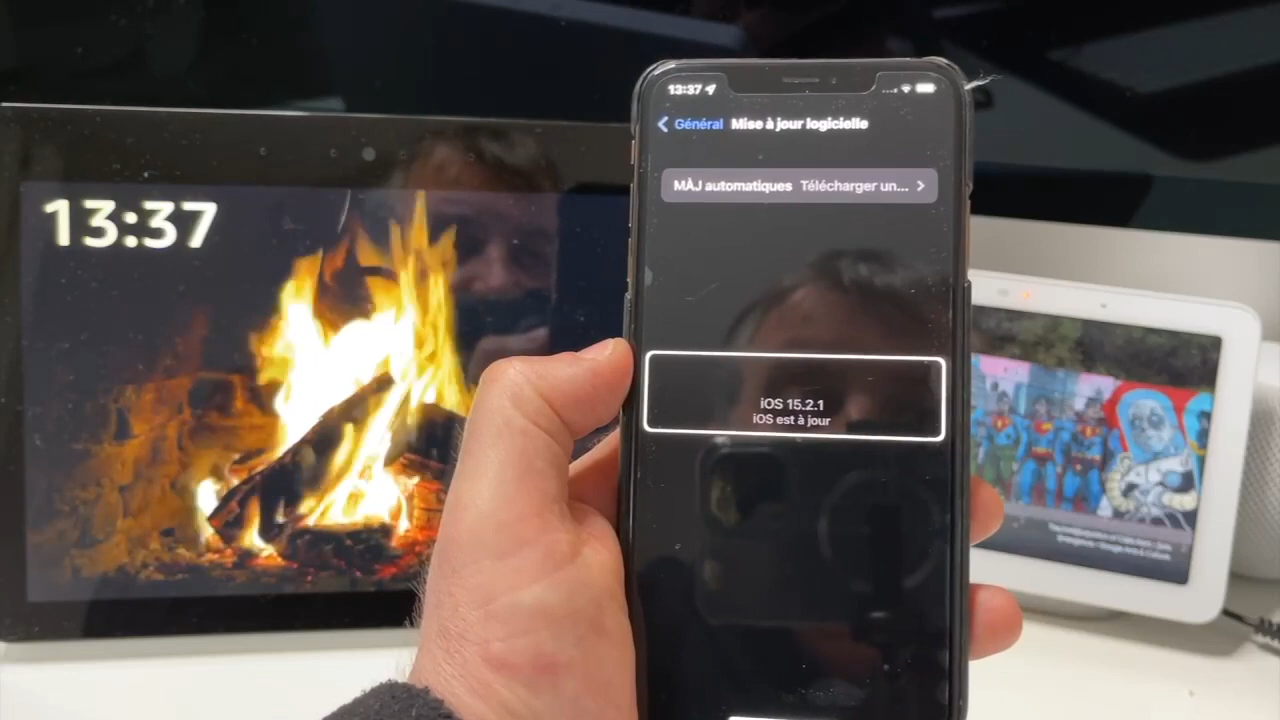 13:37
13:37
Général Mise à jour logicielle
MÀJ automatiques Télécharger un...
iOS 15.2.1
iOS est à jour